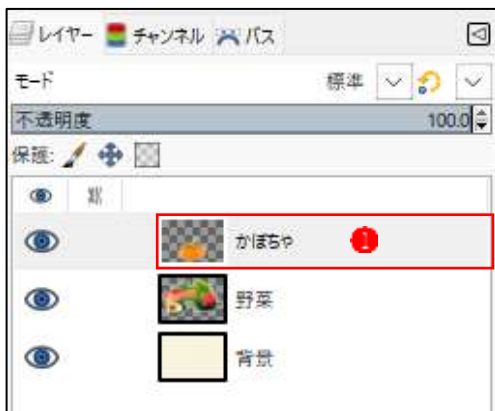 レイヤー チャンネル パス
モード 標準
不透明度 100.0
保護:
かぼちゃ 1
野菜
背景